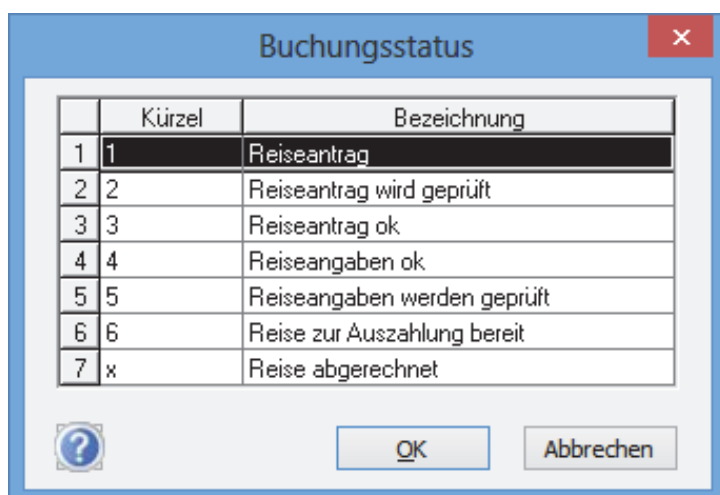 Buchungsstatus
Kürzel Bezeichnung
1 1 Reiseantrag
2 2 Reiseantrag wird geprüft
3 3 Reiseantrag ok
4 4 Reiseangaben ok
5 5 Reiseangaben werden geprüft
6 6 Reise zur Auszahlung bereit
7 x Reise abgerechnet
? OK Abbrechen